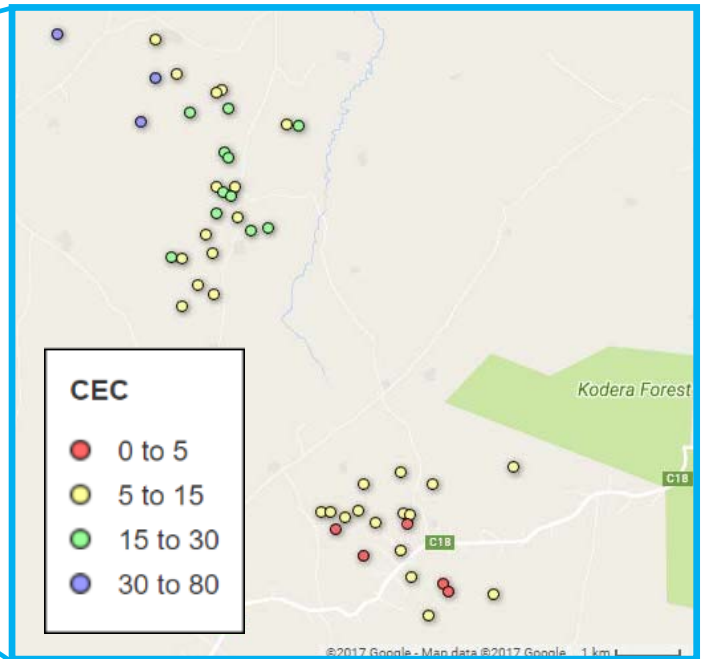 CEC
0 to 5
5 to 15
15 to 30
30 to 80
Kodera Forest
C18
C18
©2017 Google - Map data ©2017 Google 1 km